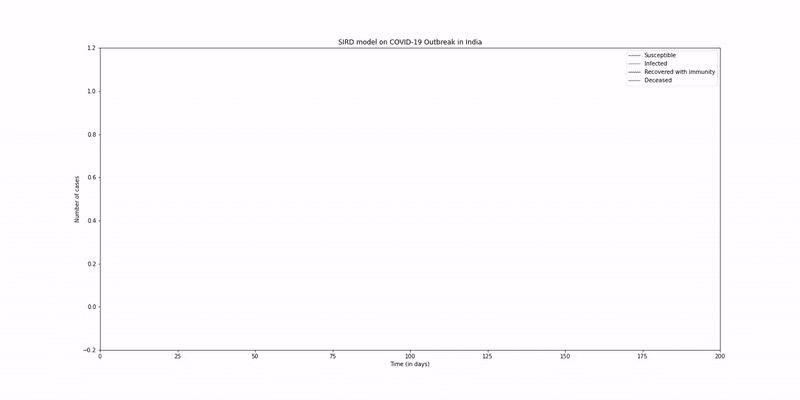 SIRD model on COVID-19 Outbreak in India
Susceptible
Infected
Recovered with immunity
Deceased
1.2
1.0
0.8
0.6
0.4
0.2
0.0
−0.2
Number of cases
0 25 50 75 100 125 150 175 200
Time (in days)